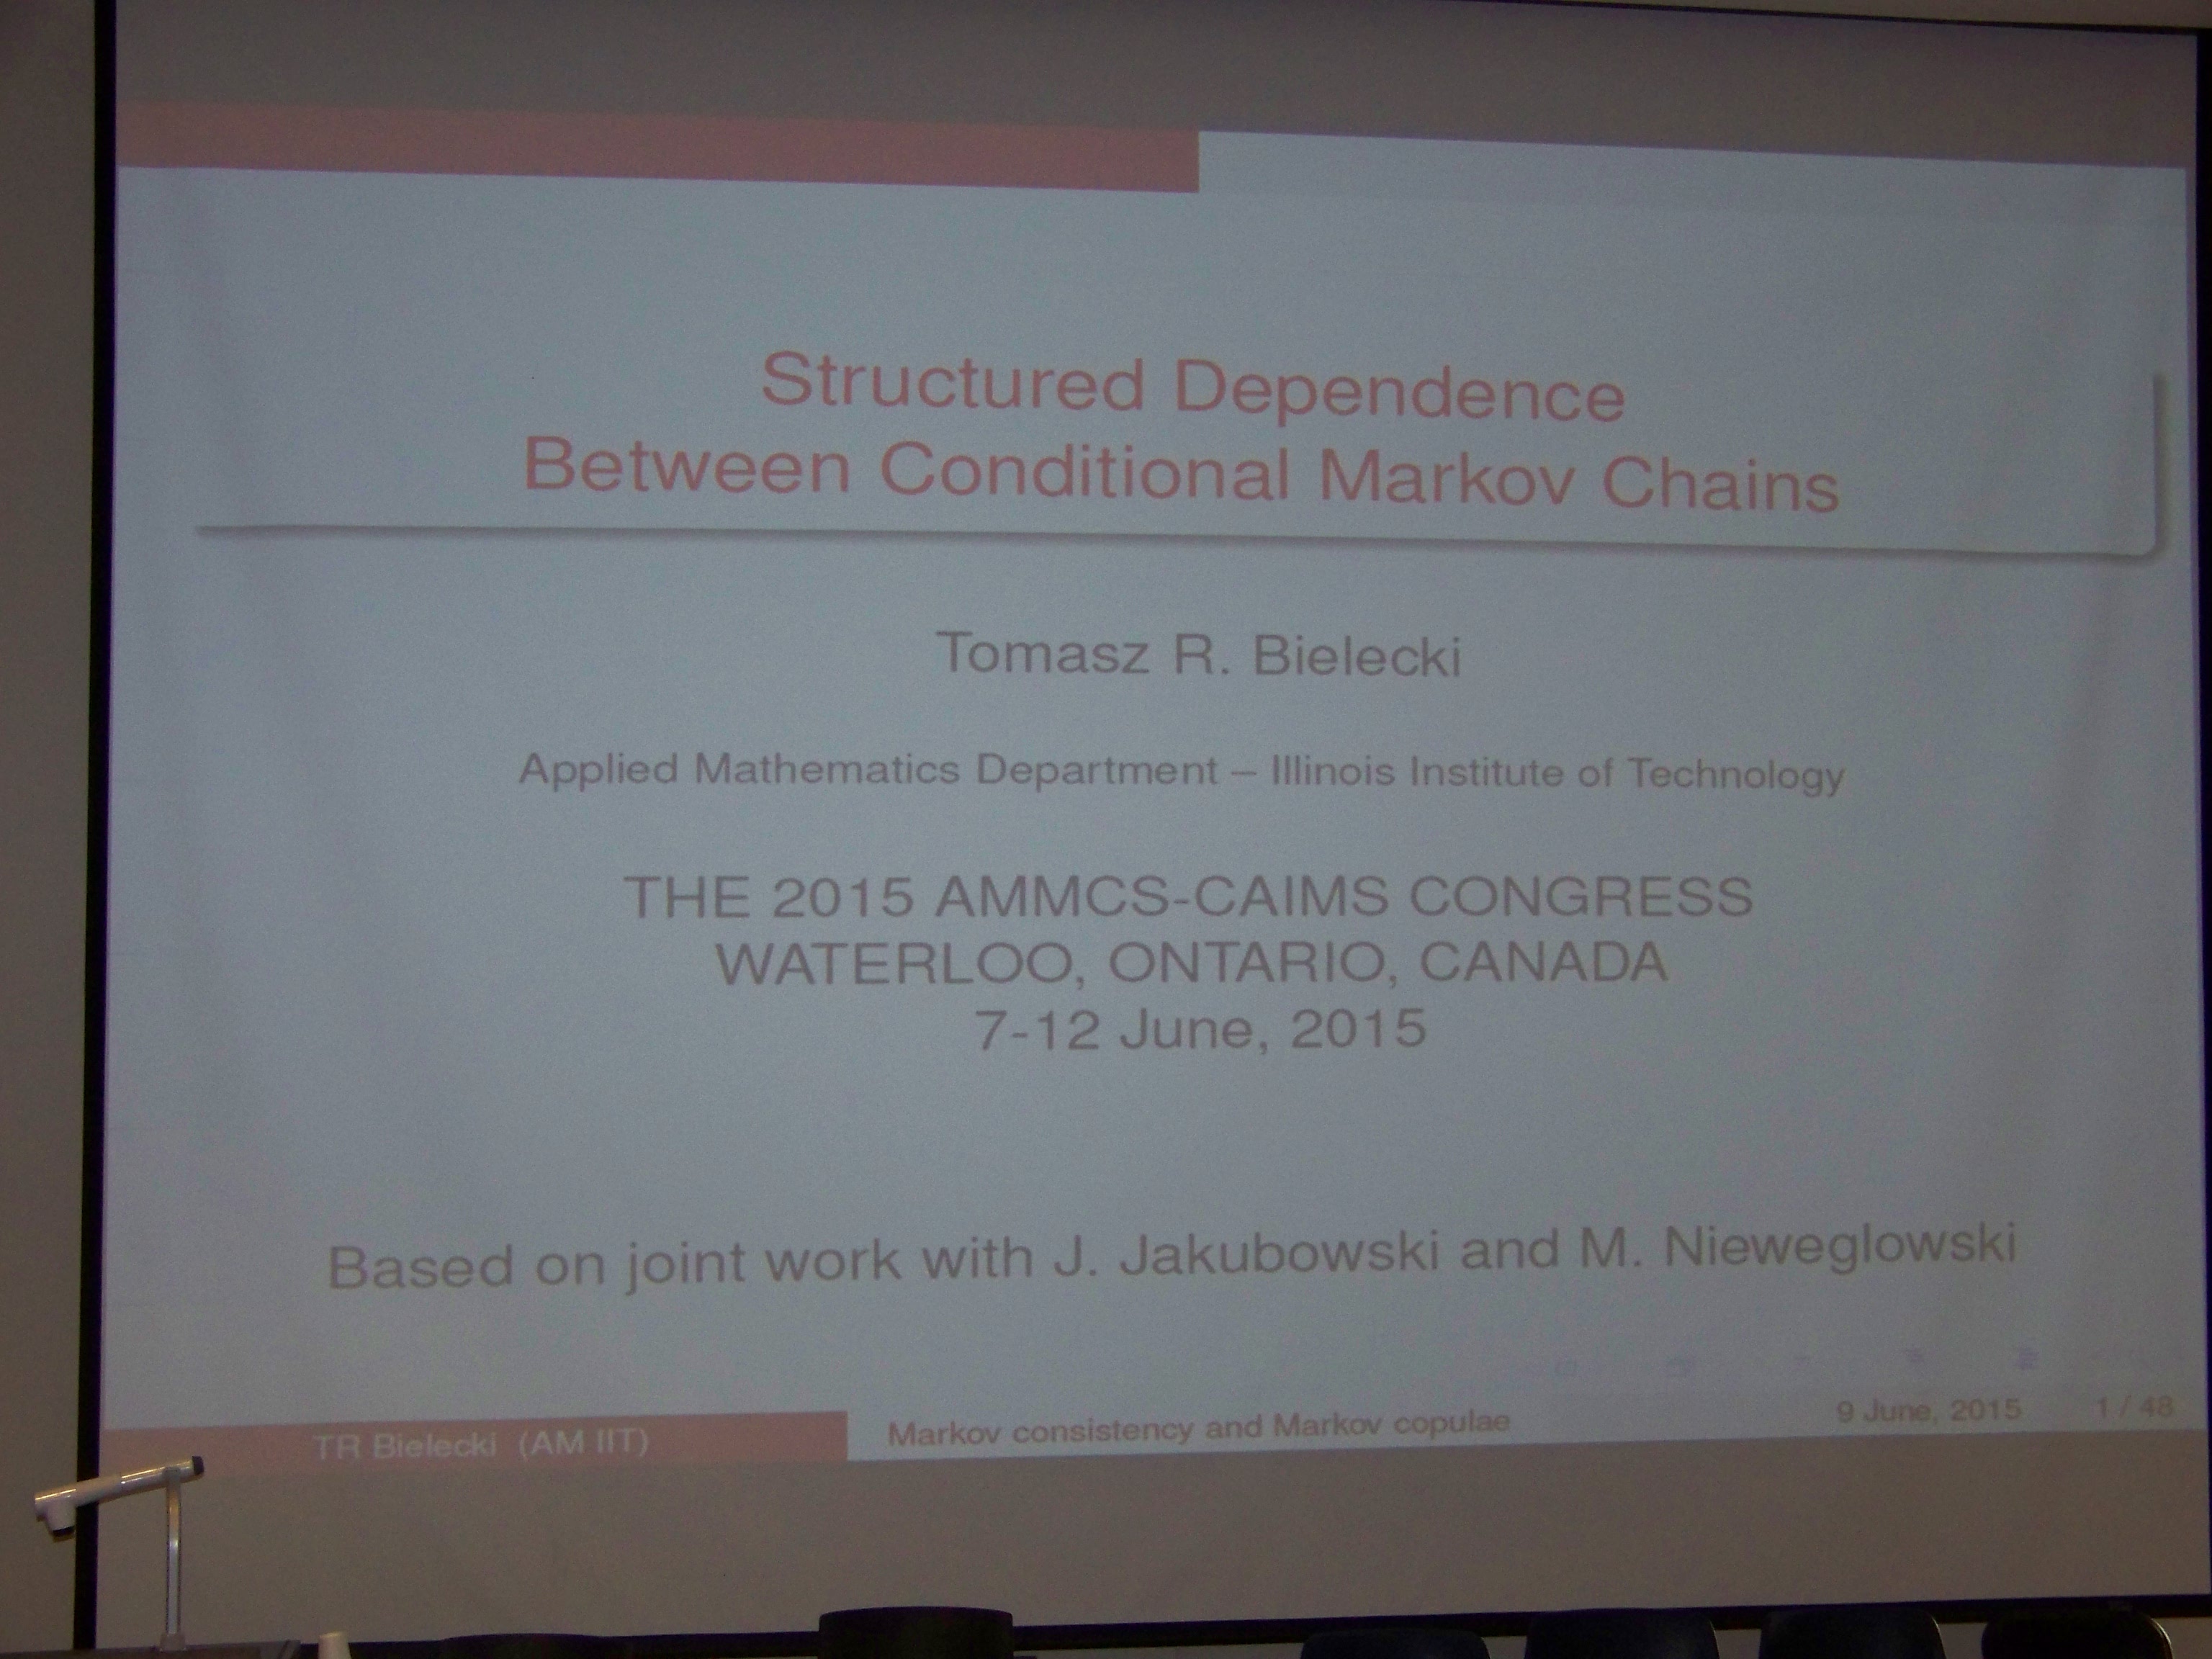 Structured Dependence
Between Conditional Markov Chains
Tomasz R. Bielecki
Applied Mathematics Department – Illinois Institute of Technology
THE 2015 AMMCS-CAIMS CONGRESS
WATERLOO, ONTARIO, CANADA
7-12 June, 2015
Based on joint work with J. Jakubowski and M. Nieweglowski
TR Bielecki (AM IIT) Markov consistency and Markov copulae 9 June, 2015 1 / 48